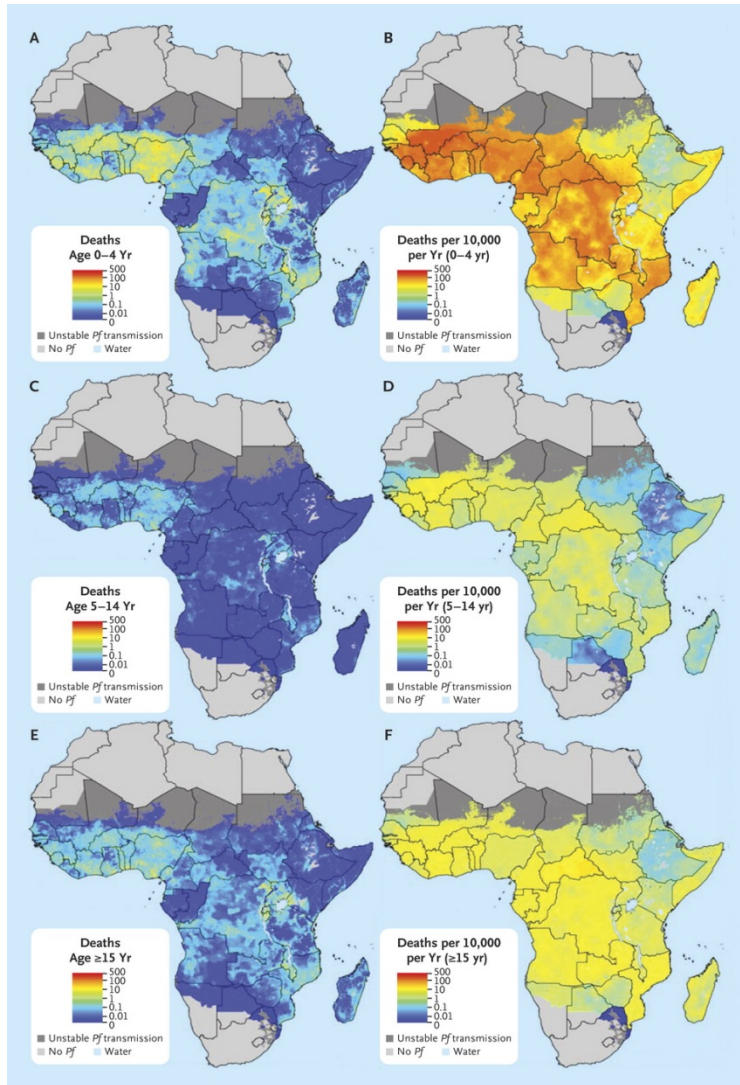 A
B
Deaths
Age 0–4 Yr
500
100
10
1
0.1
0.01
0
Unstable Pf transmission
No Pf
Water
Deaths per 10,000
per Yr (0–4 yr)
500
100
10
1
0.1
0.01
0
Unstable Pf transmission
No Pf
Water
C
D
Deaths
Age 5–14 Yr
500
100
10
1
0.1
0.01
0
Unstable Pf transmission
No Pf
Water
Deaths per 10,000
per Yr (5–14 yr)
500
100
10
1
0.1
0.01
0
Unstable Pf transmission
No Pf
Water
E
F
Deaths
Age ≥15 Yr
500
100
10
1
0.1
0.01
0
Unstable Pf transmission
No Pf
Water
Deaths per 10,000
per Yr (≥15 yr)
500
100
10
1
0.1
0.01
0
Unstable Pf transmission
No Pf
Water